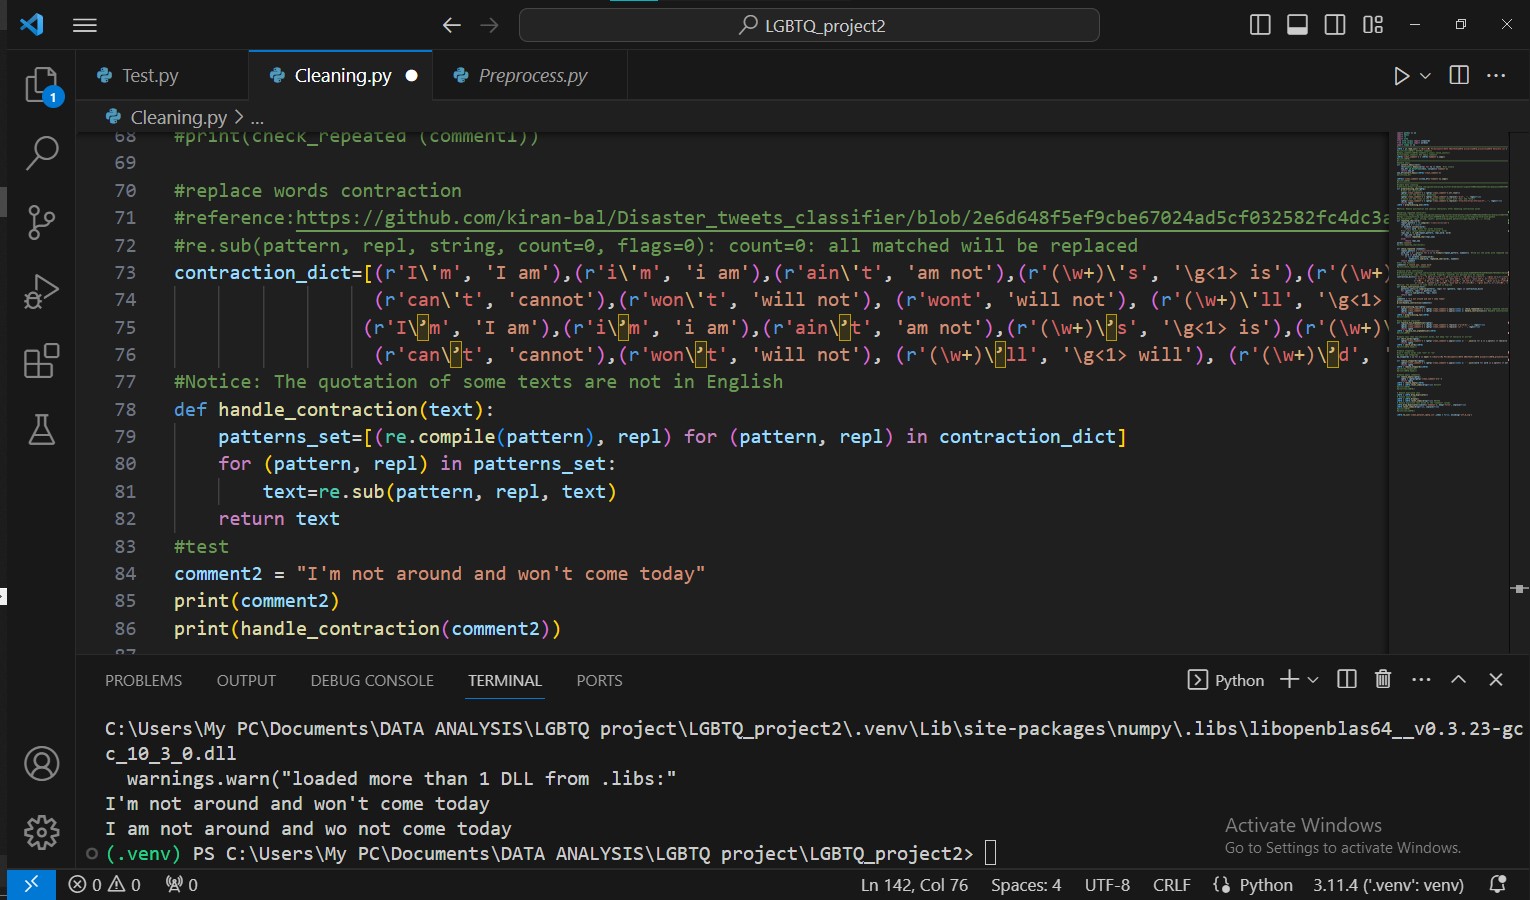 LGBTQ_project2
Test.py
Cleaning.py
Preprocess.py
1
Cleaning.py > ...
68 #print(check_repeated (comment1))
69
70 #replace words contraction
71 #reference:https://github.com/kiran-bal/Disaster_tweets_classifier/blob/2e6d648f5ef9cbe67024ad5cf032582fc4dc3a
72 #re.sub(pattern, repl, string, count=0, flags=0): count=0: all matched will be replaced
73 contraction_dict=[(r'I\'m', 'I am'),(r'i\'m', 'i am'),(r'ain\'t', 'am not'),(r'(\w+)\'s', '\g<1> is'),(r'(\w+)
74 (r'can\'t', 'cannot'),(r'won\'t', 'will not'), (r'wont', 'will not'), (r'(\w+)\'ll', '\g<1>
75 (r'I\’m', 'I am'),(r'i\’m', 'i am'),(r'ain\’t', 'am not'),(r'(\w+)\’s', '\g<1> is'),(r'(\w+)\
76 (r'can\’t', 'cannot'),(r'won\’t', 'will not'), (r'(\w+)\’ll', '\g<1> will'), (r'(\w+)\’d',
77 #Notice: The quotation of some texts are not in English
78 def handle_contraction(text):
79 patterns_set=[(re.compile(pattern), repl) for (pattern, repl) in contraction_dict]
80 for (pattern, repl) in patterns_set:
81 text=re.sub(pattern, repl, text)
82 return text
83 #test
84 comment2 = "I'm not around and won't come today"
85 print(comment2)
86 print(handle_contraction(comment2))
87
PROBLEMS OUTPUT DEBUG CONSOLE TERMINAL PORTS
Python
C:\Users\My PC\Documents\DATA ANALYSIS\LGBTQ project\LGBTQ_project2\.venv\Lib\site-packages\numpy\.libs\libopenblas64__v0.3.23-gc
c_10_3_0.dll
warnings.warn("loaded more than 1 DLL from .libs:"
I'm not around and won't come today
I am not around and wo not come today
(.venv) PS C:\Users\My PC\Documents\DATA ANALYSIS\LGBTQ project\LGBTQ_project2>
Activate Windows
Go to Settings to activate Windows.
0 0 0 Ln 142, Col 76 Spaces: 4 UTF-8 CRLF Python 3.11.4 ('.venv': venv)